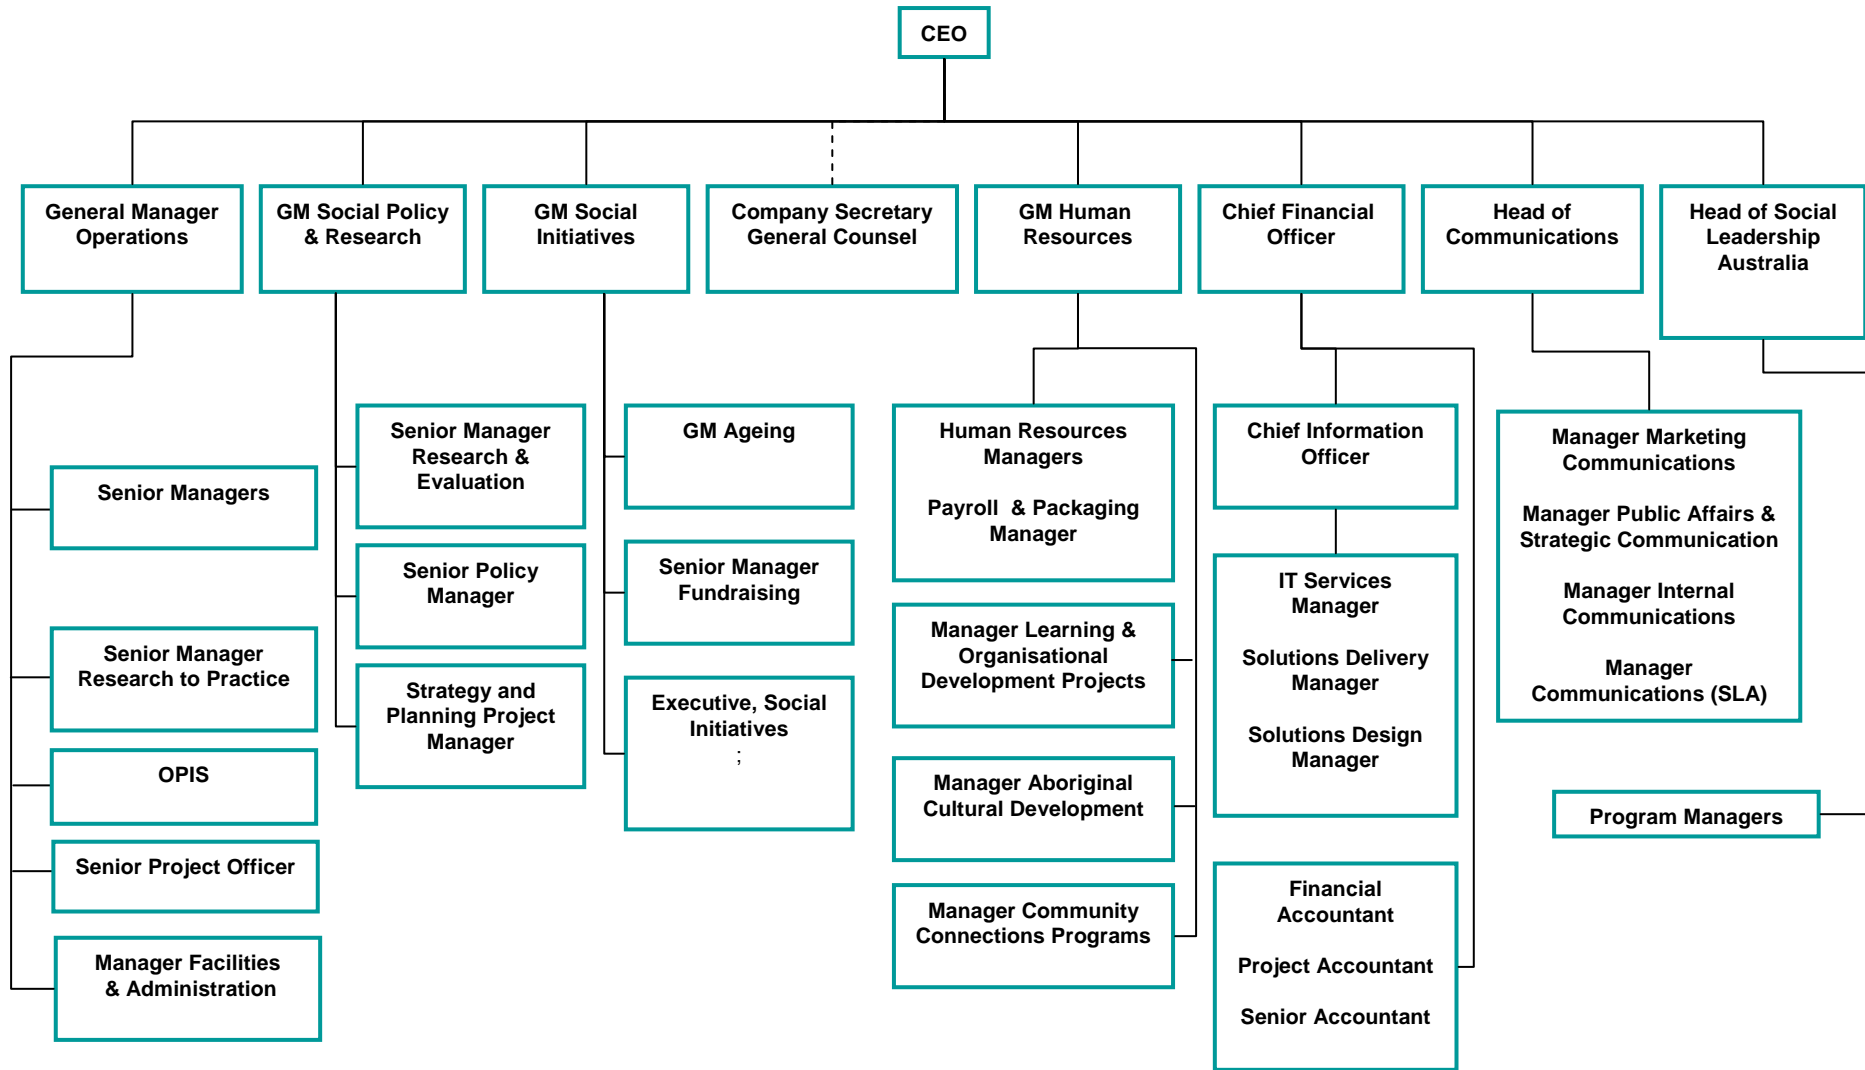 CEO
General Manager
Operations
GM Social Policy
& Research
GM Social
Initiatives
Company Secretary
General Counsel
GM Human
Resources
Chief Financial
Officer
Head of
Communications
Head of Social
Leadership
Australia
Senior Managers
Senior Manager
Research to Practice
OPIS
Senior Project Officer
Manager Facilities
& Administration
Senior Manager
Research &
Evaluation
Senior Policy
Manager
Strategy and
Planning Project
Manager
GM Ageing
Senior Manager
Fundraising
Executive, Social
Initiatives
;
Human Resources
Managers
Payroll & Packaging
Manager
Manager Learning &
Organisational
Development Projects
Manager Aboriginal
Cultural Development
Manager Community
Connections Programs
Chief Information
Officer
IT Services
Manager
Solutions Delivery
Manager
Solutions Design
Manager
Financial
Accountant
Project Accountant
Senior Accountant
Manager Marketing
Communications
Manager Public Affairs &
Strategic Communication
Manager Internal
Communications
Manager
Communications (SLA)
Program Managers